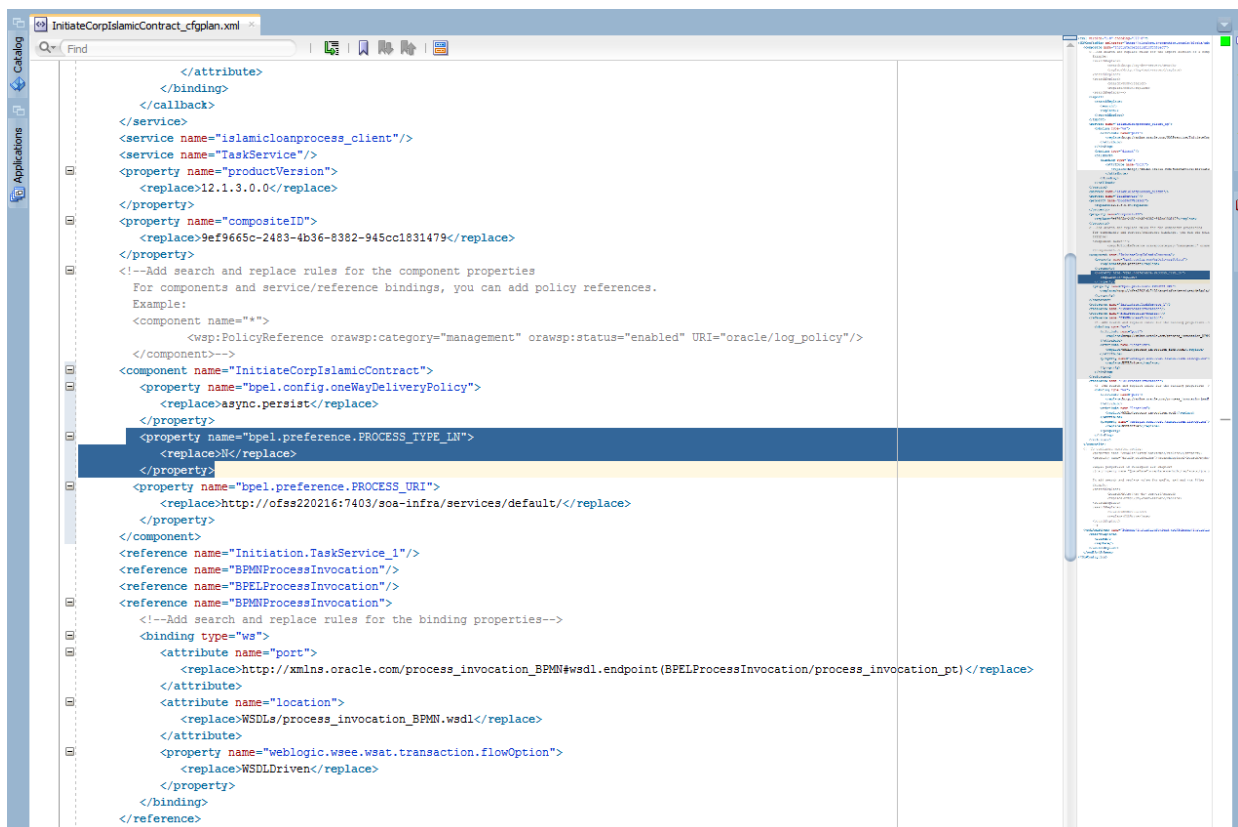 InitiateCorpIslamicContract_cfgplan.xml
Catalog
Applications
Find
</attribute>
</binding>
</callback>
</service>
<service name="islamicloanprocess_client"/>
<service name="TaskService"/>
<property name="productVersion">
<replace>12.1.3.0.0</replace>
</property>
<property name="compositeID">
<replace>9ef9665c-2483-4b36-8382-945cc1831479</replace>
</property>
<!--Add search and replace rules for the component properties
For components and service/reference bindings, you can add policy references.
Example:
<component name="*">
<wsp:PolicyReference orawsp:category="management" orawsp:status="enabled" URI="oracle/log_policy"/>
</component>-->
<component name="InitiateCorpIslamicContract">
<property name="bpel.config.oneWayDeliveryPolicy">
<replace>async.persist</replace>
</property>
<property name="bpel.preference.PROCESS_TYPE_LN">
<replace>N</replace>
</property>
<property name="bpel.preference.PROCESS_URI">
<replace>http://ofss220216:7403/soa-infra/services/default/</replace>
</property>
</component>
<reference name="Initiation.TaskService_1"/>
<reference name="BPMNProcessInvocation"/>
<reference name="BPELProcessInvocation"/>
<reference name="BPMNProcessInvocation">
<!--Add search and replace rules for the binding properties-->
<binding type="ws">
<attribute name="port">
<replace>http://xmlns.oracle.com/process_invocation_BPMN#wsdl.endpoint(BPELProcessInvocation/process_invocation_pt)</replace>
</attribute>
<attribute name="location">
<replace>WSDLs/process_invocation_BPMN.wsdl</replace>
</attribute>
<property name="weblogic.wsee.wsat.transaction.flowOption">
<replace>WSDLDriven</replace>
</property>
</binding>
</reference>